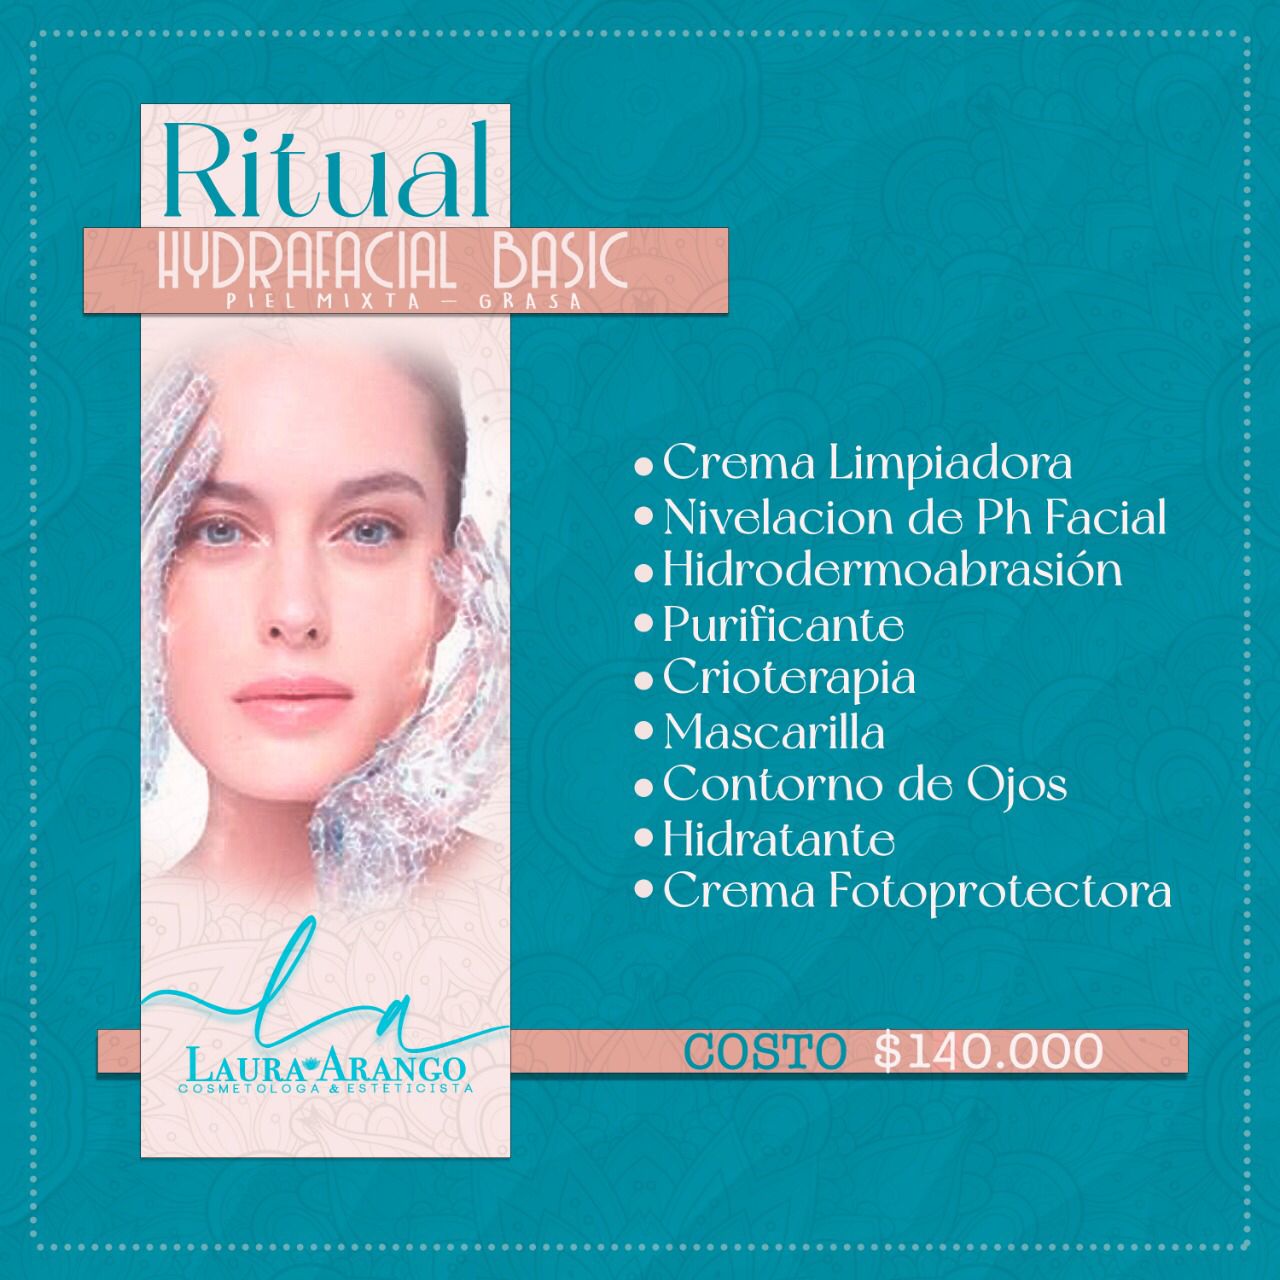 Ritual
HYDRAFACIAL BASIC
PIEL MIXTA - GRASA
• Crema Limpiadora
• Nivelacion de Ph Facial
• Hidrodermoabrasión
• Purificante
• Crioterapia
• Mascarilla
• Contorno de Ojos
• Hidratante
• Crema Fotoprotectora
la
LAURA ARANGO
COSMETOLOGA & ESTETICISTA
COSTO $140.000